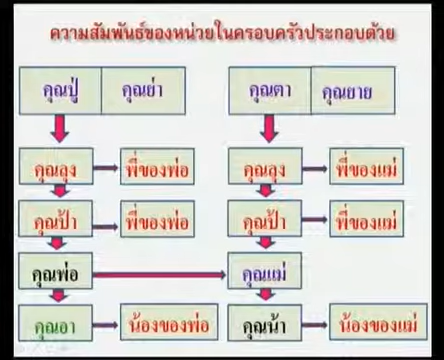 ความสัมพันธ์ของหน่วยในครอบครัวประกอบด้วย
คุณปู่ คุณย่า คุณตา คุณยาย
คุณลุง พี่ของพ่อ คุณลุง พี่ของแม่
คุณป้า พี่ของพ่อ คุณป้า พี่ของแม่
คุณพ่อ คุณแม่
คุณอา น้องของพ่อ คุณน้า น้องของแม่